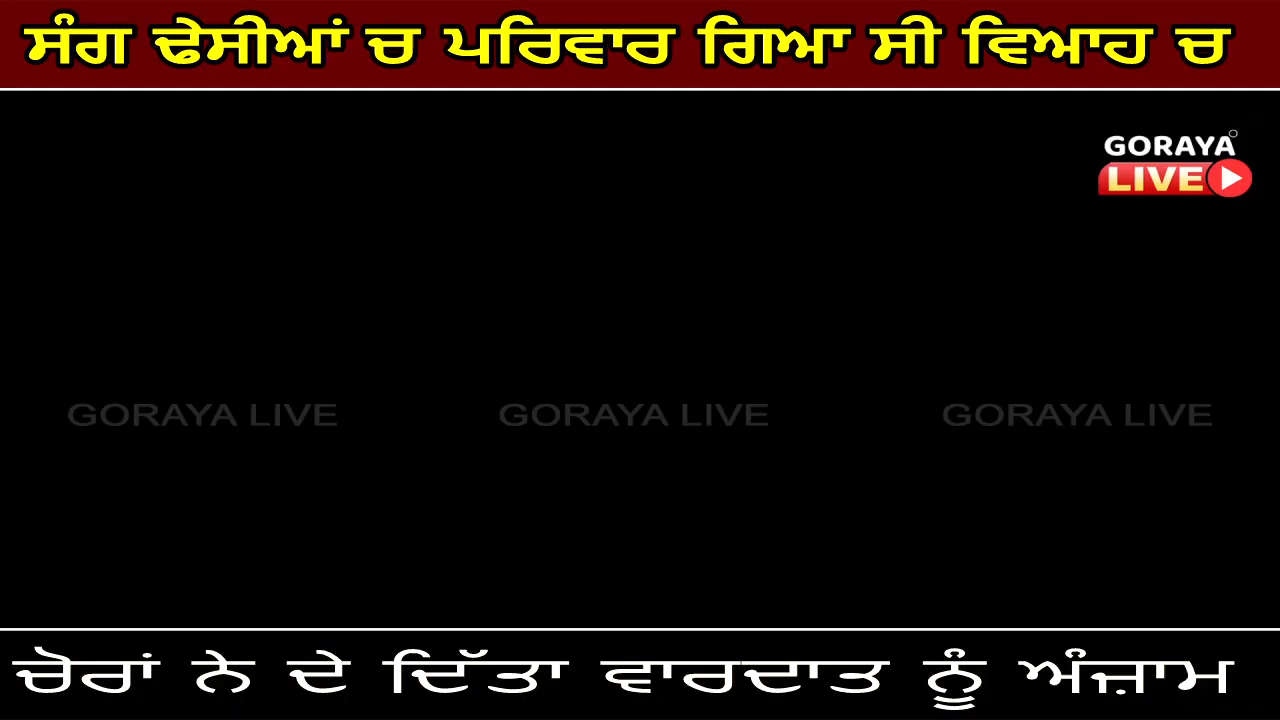 ਸੰਗ ਢੇਸੀਆਂ ਚ ਪਰਿਵਾਰ ਗਿਆ ਸੀ ਵਿਆਹ ਚ
GORAYA
LIVE
GORAYA LIVE GORAYA LIVE GORAYA LIVE
ਚੋਰਾਂ ਨੇ ਦੇ ਦਿੱਤਾ ਵਾਰਦਾਤ ਨੂੰ ਅੰਜ਼ਾਮ